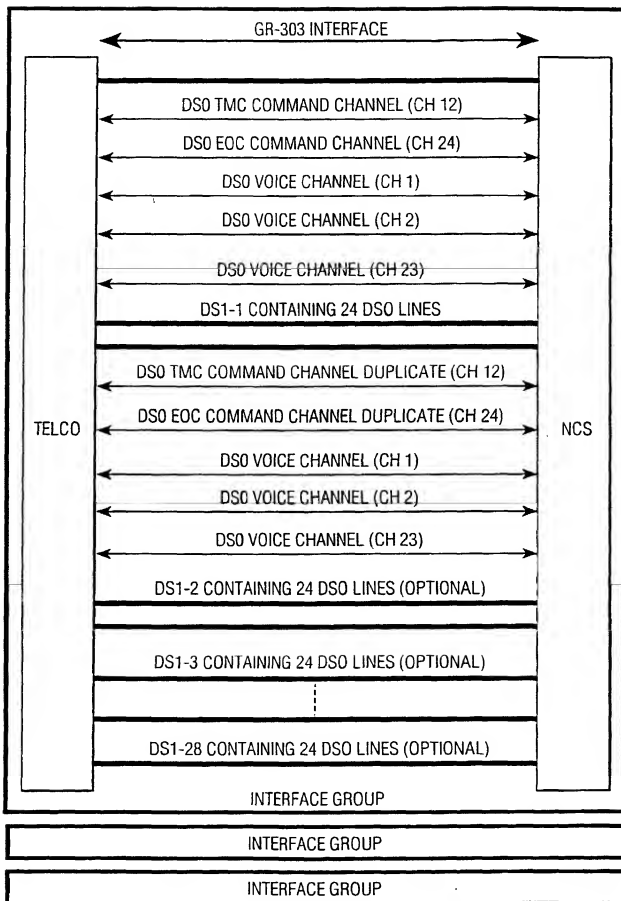 GR-303 INTERFACE
DS0 TMC COMMAND CHANNEL (CH 12)
DS0 EOC COMMAND CHANNEL (CH 24)
DS0 VOICE CHANNEL (CH 1)
DS0 VOICE CHANNEL (CH 2)
DS0 VOICE CHANNEL (CH 23)
DS1-1 CONTAINING 24 DSO LINES
DS0 TMC COMMAND CHANNEL DUPLICATE (CH 12)
DS0 EOC COMMAND CHANNEL DUPLICATE (CH 24)
TELCO
NCS
DS0 VOICE CHANNEL (CH 1)
DS0 VOICE CHANNEL (CH 2)
DS0 VOICE CHANNEL (CH 23)
DS1-2 CONTAINING 24 DSO LINES (OPTIONAL)
DS1-3 CONTAINING 24 DSO LINES (OPTIONAL)
DS1-28 CONTAINING 24 DSO LINES (OPTIONAL)
INTERFACE GROUP
INTERFACE GROUP
INTERFACE GROUP